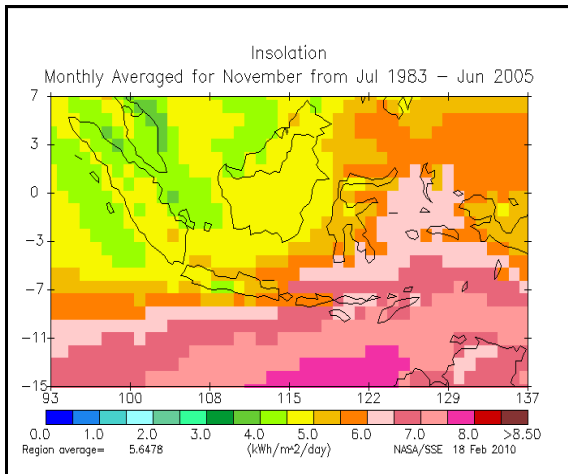 Insolation
Monthly Averaged for November from Jul 1983 – Jun 2005
7
3
0
-3
-7
-11
-15
93 100 108 115 122 129 137
0.0 1.0 2.0 3.0 4.0 5.0 6.0 7.0 8.0 >8.50
Region average= 5.6478 (kWh/m^2/day) NASA/SSE 18 Feb 2010